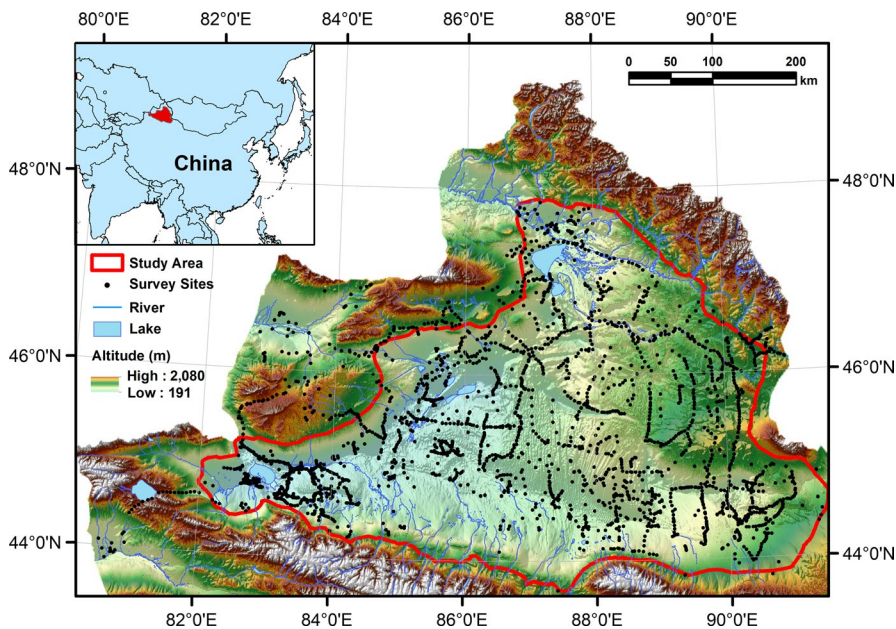 80°0'E 82°0'E 84°0'E 86°0'E 88°0'E 90°0'E
0 50 100 200
km
China
48°0'N 48°0'N
Study Area
Survey Sites
River
Lake
Altitude (m)
High : 2,080
Low : 191
46°0'N 46°0'N
44°0'N 44°0'N
82°0'E 84°0'E 86°0'E 88°0'E 90°0'E